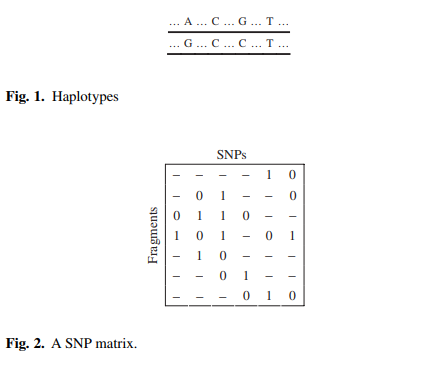 ... A ... C ... G ... T ...
... G ... C ... C ... T ...
Fig. 1. Haplotypes
SNPs
Fragments
– – – – 1 0
– 0 1 – – 0
0 1 1 0 – –
1 0 1 – 0 1
– 1 0 – – –
– – 0 1 – –
– – – 0 1 0
Fig. 2. A SNP matrix.